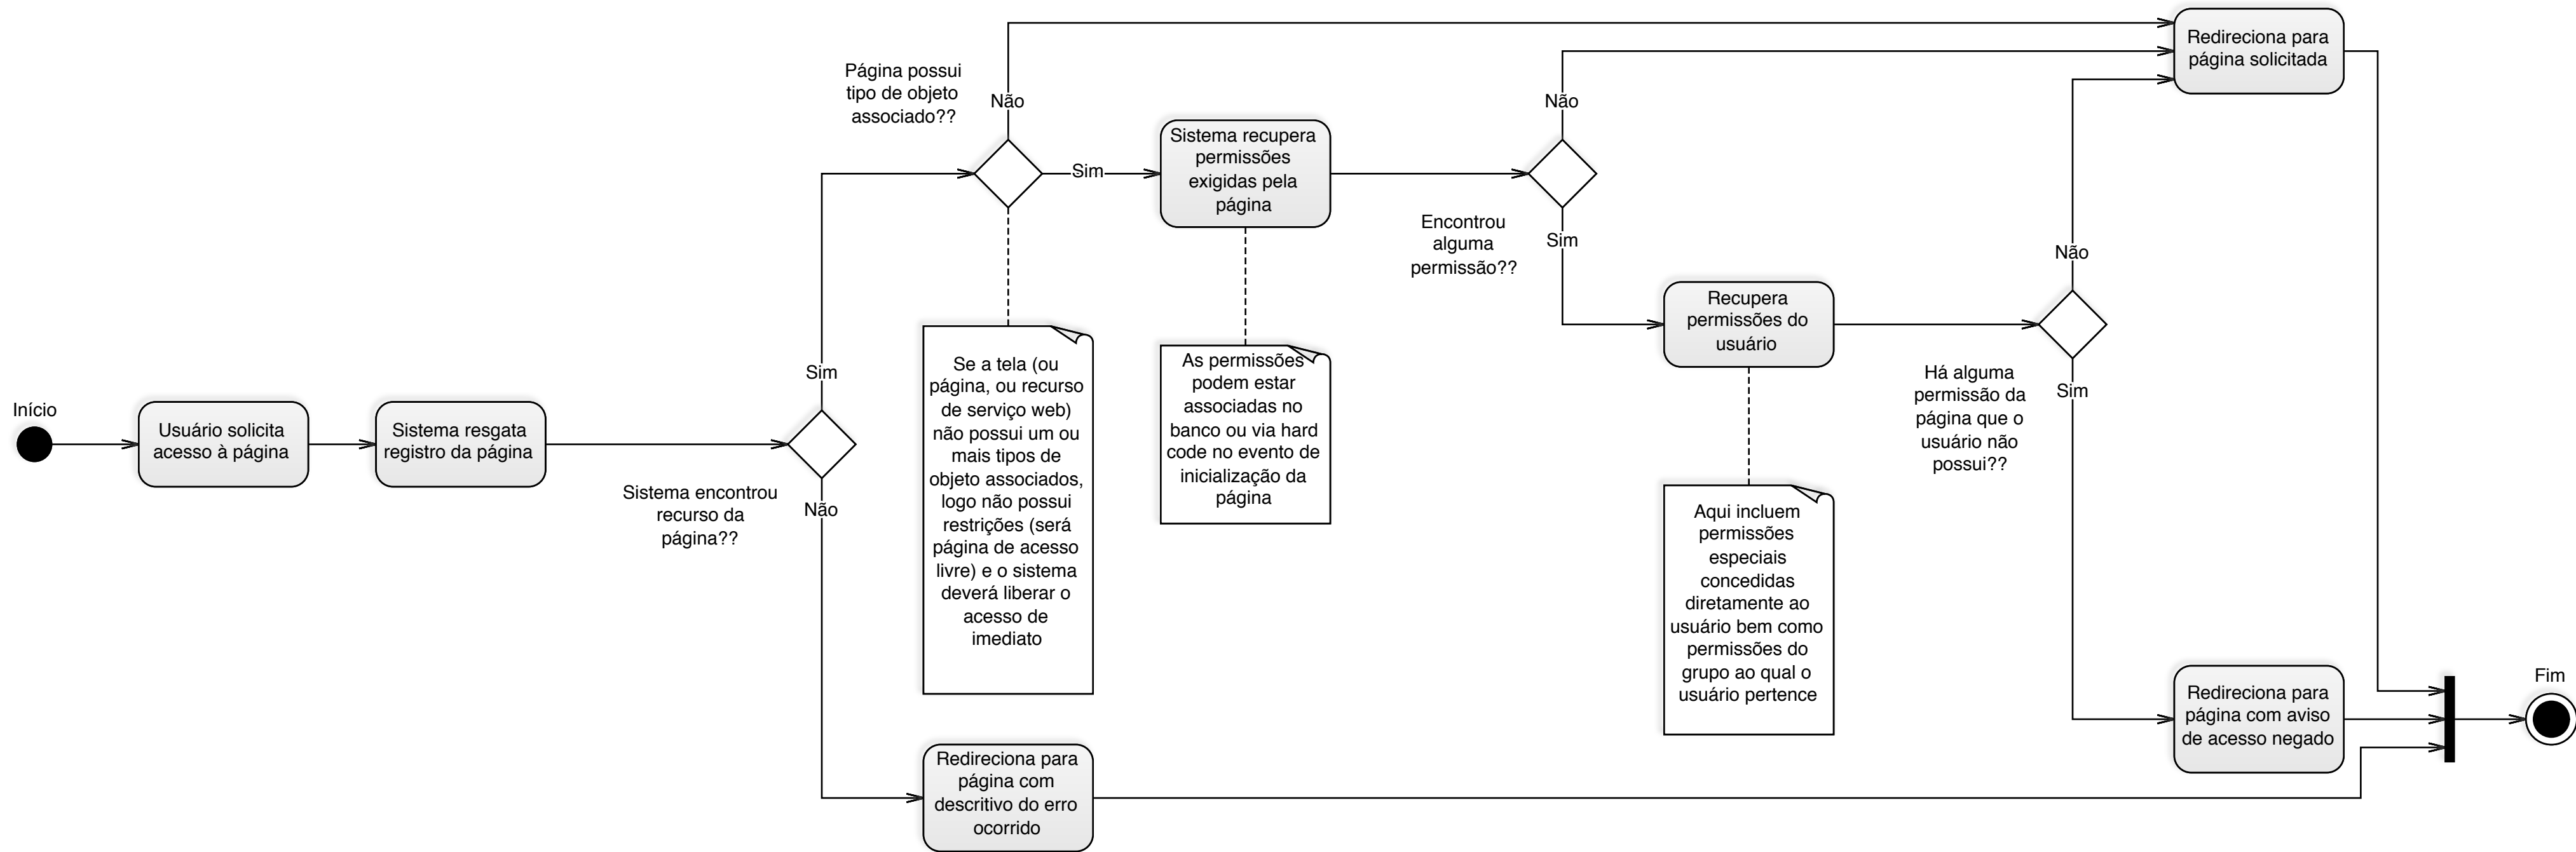 Início
Usuário solicita
acesso à página
Sistema resgata
registro da página
Sistema encontrou
recurso da
página??
Sim
Não
Página possui
tipo de objeto
associado??
Não
Sim
Se a tela (ou
página, ou recurso
de serviço web)
não possui um ou
mais tipos de
objeto associados,
logo não possui
restrições (será
página de acesso
livre) e o sistema
deverá liberar o
acesso de
imediato
Redireciona para
página com
descritivo do erro
ocorrido
Sistema recupera
permissões
exigidas pela
página
As permissões
podem estar
associadas no
banco ou via hard
code no evento de
inicialização da
página
Encontrou
alguma
permissão??
Não
Sim
Recupera
permissões do
usuário
Aqui incluem
permissões
especiais
concedidas
diretamente ao
usuário bem como
permissões do
grupo ao qual o
usuário pertence
Há alguma
permissão da
página que o
usuário não
possui??
Não
Sim
Redireciona para
página solicitada
Redireciona para
página com aviso
de acesso negado
Fim